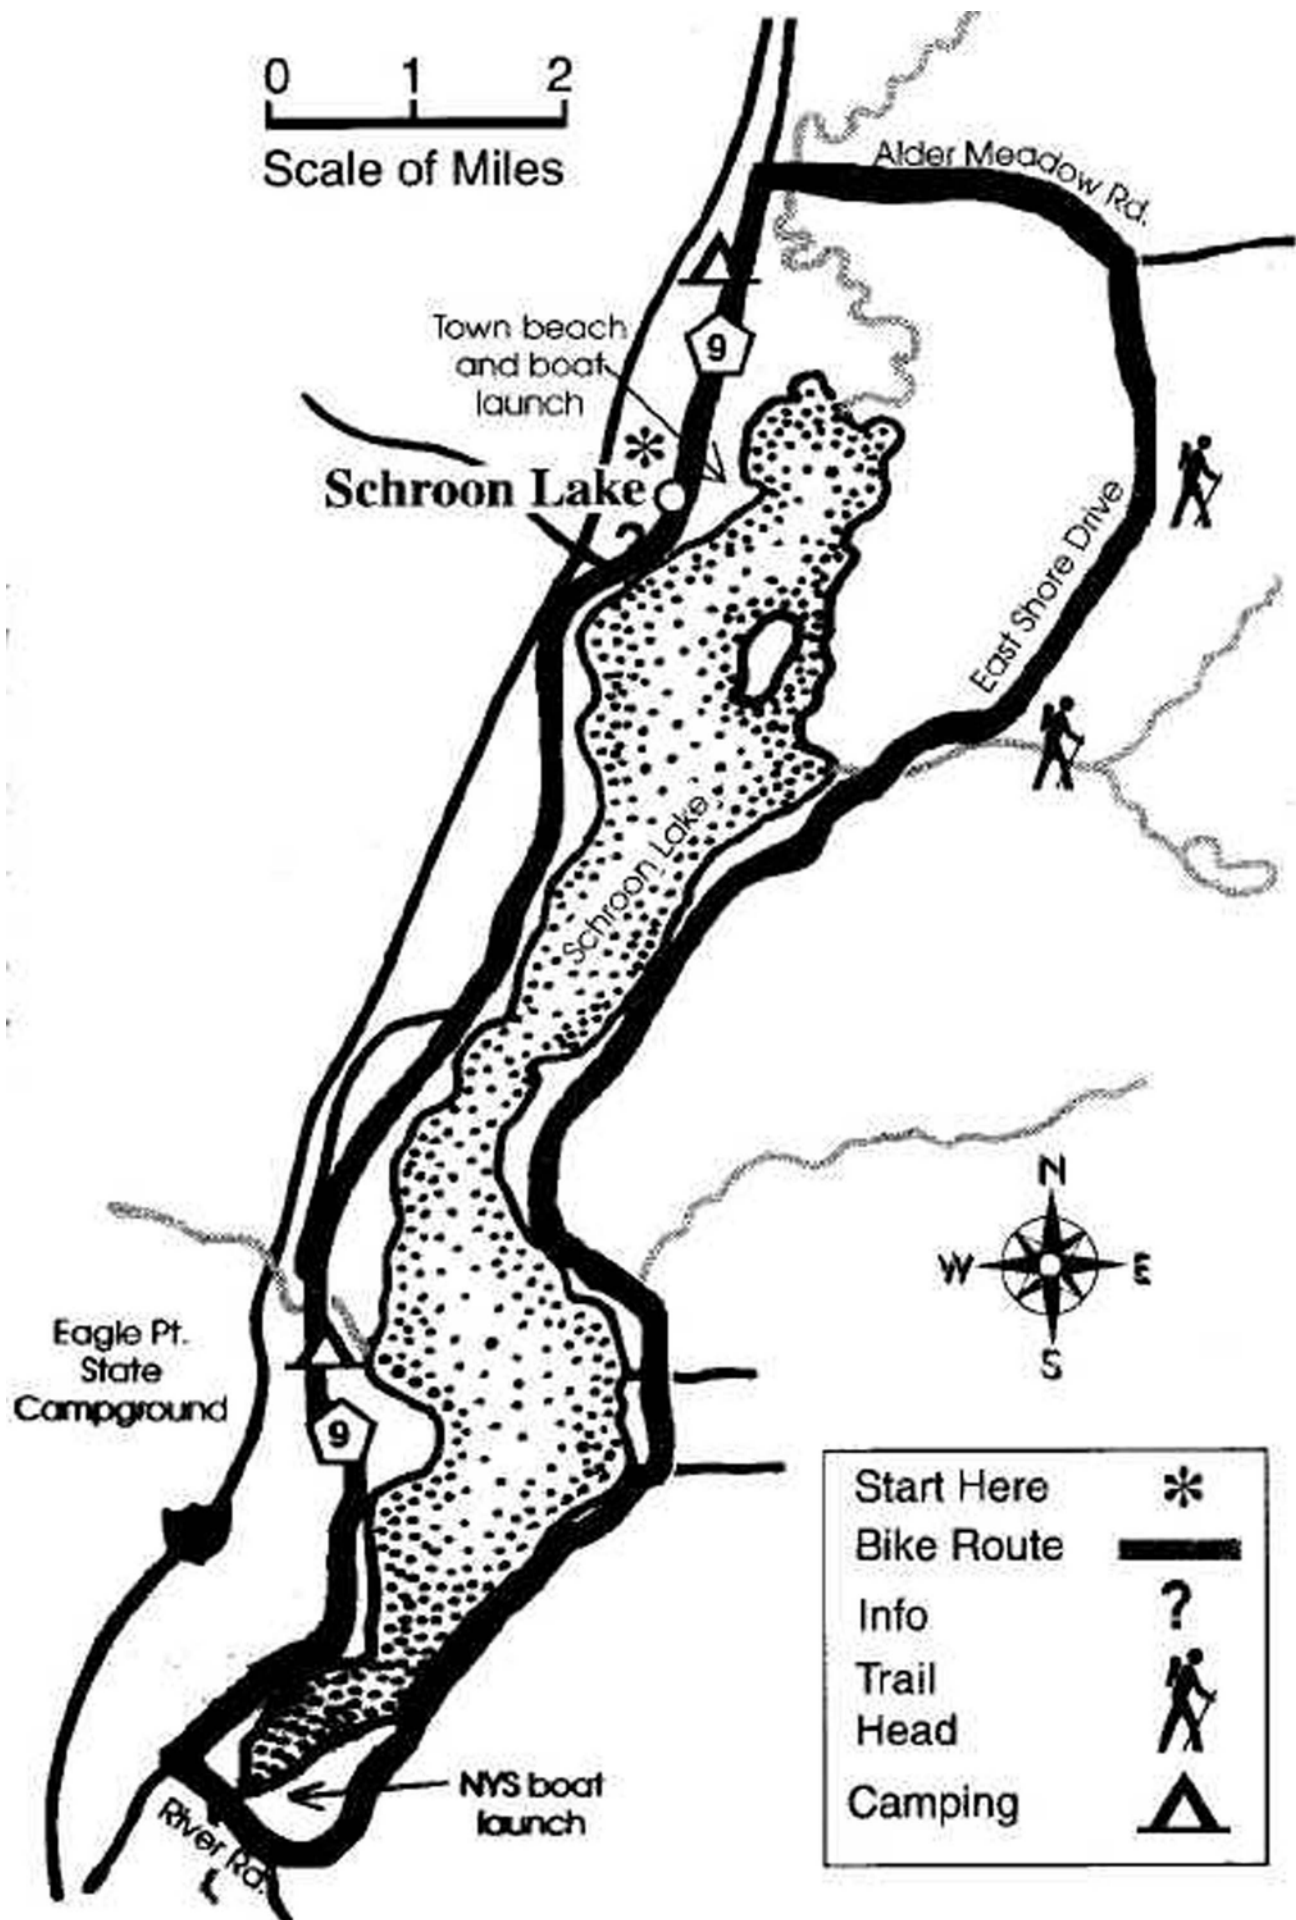 0 1 2
Scale of Miles
Alder Meadow Rd.
Town beach
and boat
launch
9
Schroon Lake
?
East Shore Drive
Schroon Lake
N
W E
S
Eagle Pt.
State
Campground
9
Start Here
Bike Route
Info ?
Trail
Head
Camping
NYS boat
launch
River Rd.